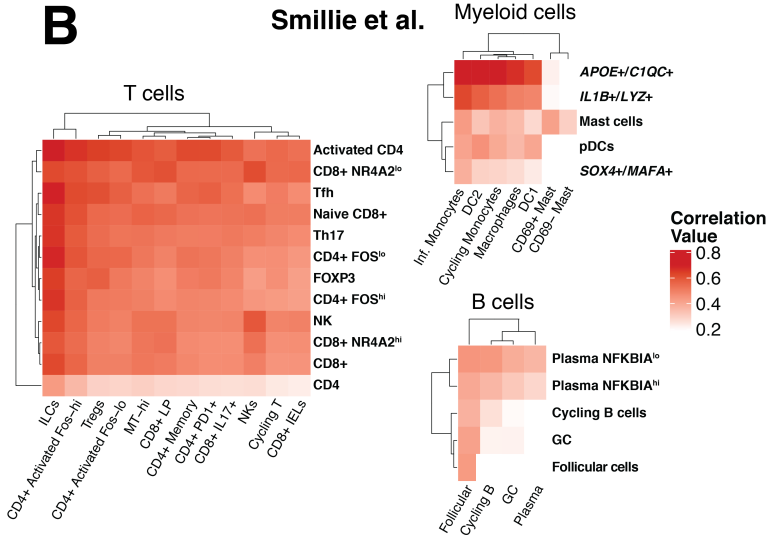 B
Smillie et al.
Myeloid cells
APOE+/C1QC+
IL1B+/LYZ+
Mast cells
pDCs
SOX4+/MAFA+
Inf. Monocytes
DC2
Cycling Monocytes
Macrophages
DC1
CD69+ Mast
CD69– Mast
T cells
Activated CD4
CD8+ NR4A2lo
Tfh
Naive CD8+
Th17
CD4+ FOSlo
FOXP3
CD4+ FOShi
NK
CD8+ NR4A2hi
CD8+
CD4
ILCs
CD4+ Activated Fos–hi
Tregs
CD4+ Activated Fos–lo
MT–hi
CD8+ LP
CD4+ Memory
CD4+ PD1+
CD8+ IL17+
NKs
Cycling T
CD8+ IELs
Correlation
Value
0.8
0.6
0.4
0.2
B cells
Plasma NFKBIAlo
Plasma NFKBIAhi
Cycling B cells
GC
Follicular cells
Follicular
Cycling B
GC
Plasma